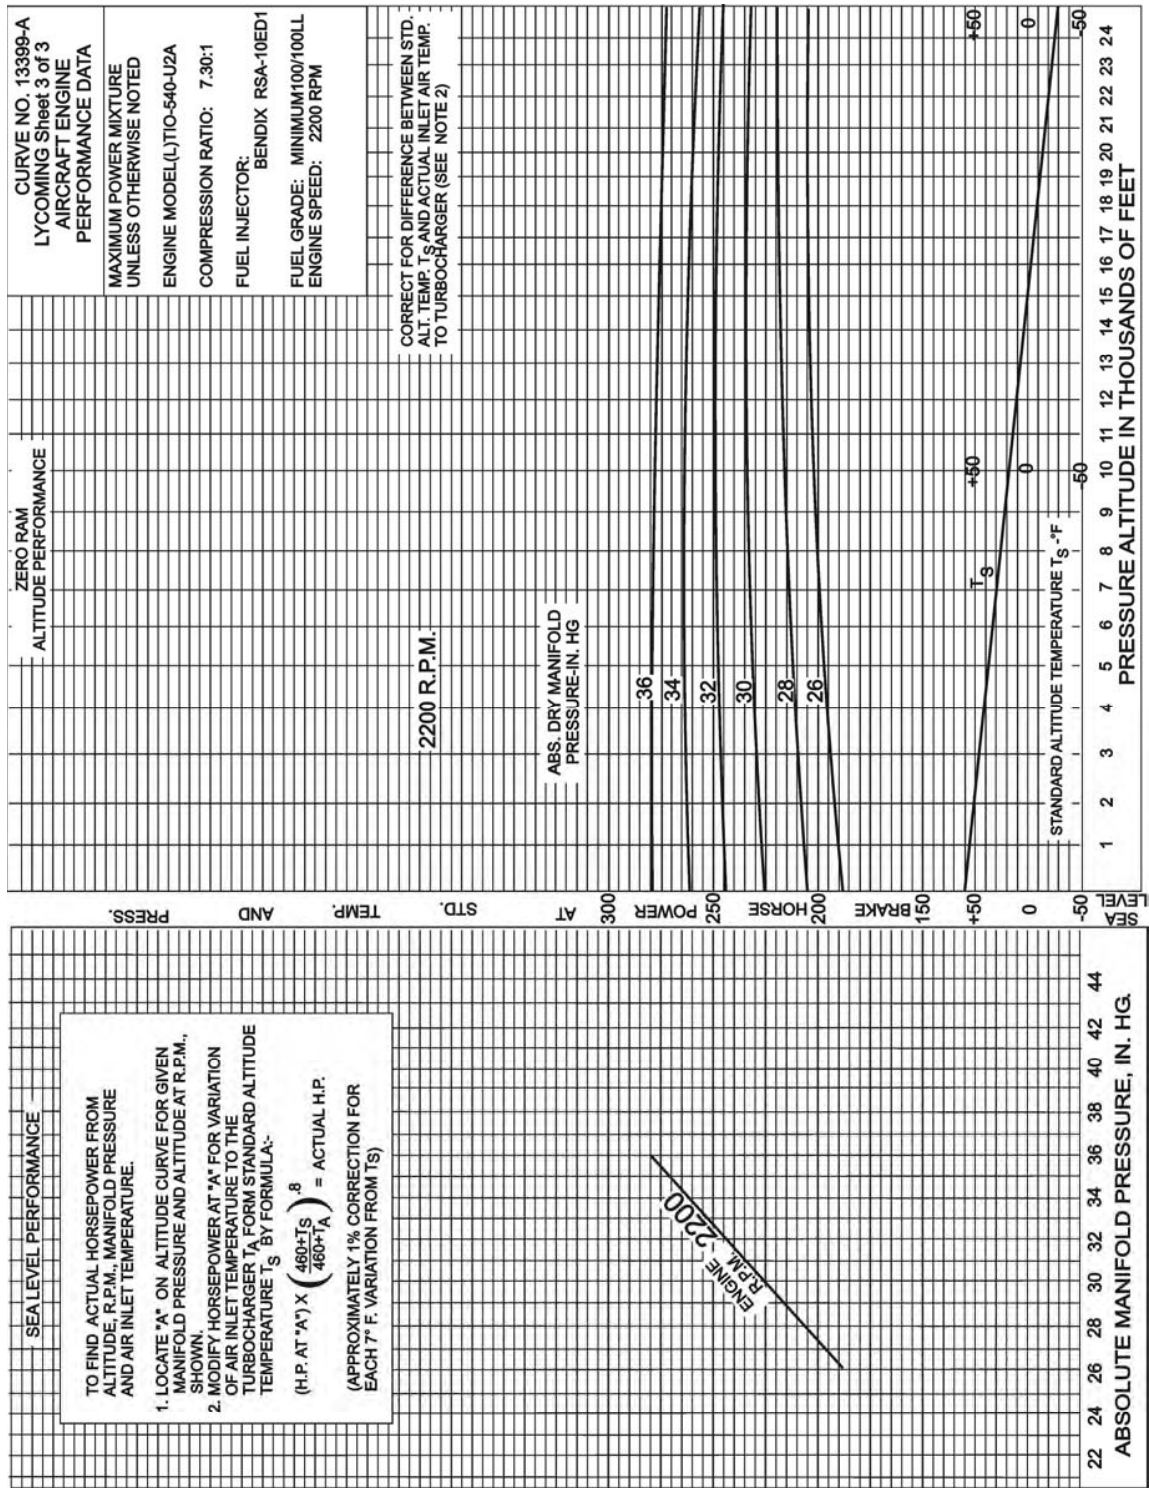 SEA LEVEL PERFORMANCE
TO FIND ACTUAL HORSEPOWER FROM
ALTITUDE, R.P.M., MANIFOLD PRESSURE
AND AIR INLET TEMPERATURE.
1. LOCATE "A" ON ALTITUDE CURVE FOR GIVEN
MANIFOLD PRESSURE AND ALTITUDE AT R.P.M.,
SHOWN.
2. MODIFY HORSEPOWER AT "A" FOR VARIATION
OF AIR INLET TEMPERATURE TO THE
TURBOCHARGER TA FORM STANDARD ALTITUDE
TEMPERATURE TS BY FORMULA:-
(H.P. AT "A") X (460+TS / 460+TA) .8 = ACTUAL H.P.
(APPROXIMATELY 1% CORRECTION FOR
EACH 7° F. VARIATION FROM TS)
ENGINE 2200
R.P.M.
22 24 26 28 30 32 34 36 38 40 42 44
ABSOLUTE MANIFOLD PRESSURE, IN. HG.
BRAKE HORSE POWER AT STD. TEMP. AND PRESS.
300
250
200
150
+50
0
-50
SEA
LEVEL
ZERO RAM
ALTITUDE PERFORMANCE
CURVE NO. 13399-A
LYCOMING Sheet 3 of 3
AIRCRAFT ENGINE
PERFORMANCE DATA
MAXIMUM POWER MIXTURE
UNLESS OTHERWISE NOTED
ENGINE MODEL(L)TIO-540-U2A
COMPRESSION RATIO: 7.30:1
FUEL INJECTOR:
BENDIX RSA-10ED1
FUEL GRADE: MINIMUM100/100LL
ENGINE SPEED: 2200 RPM
CORRECT FOR DIFFERENCE BETWEEN STD.
ALT. TEMP. TS AND ACTUAL INLET AIR TEMP.
TO TURBOCHARGER (SEE NOTE 2)
2200 R.P.M.
ABS. DRY MANIFOLD
PRESSURE-IN. HG
36
34
32
30
28
26
+50
0
-50
+50
0
-50
TS
STANDARD ALTITUDE TEMPERATURE TS -°F
1 2 3 4 5 6 7 8 9 10 11 12 13 14 15 16 17 18 19 20 21 22 23 24
PRESSURE ALTITUDE IN THOUSANDS OF FEET